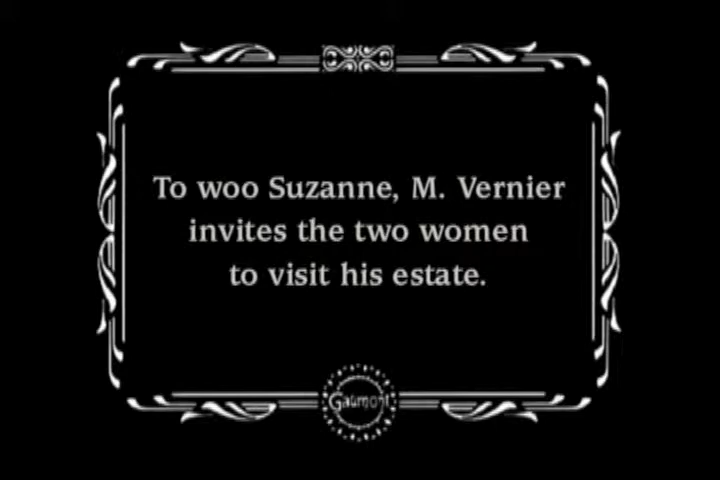 To woo Suzanne, M. Vernier
invites the two women
to visit his estate.
Gaumont